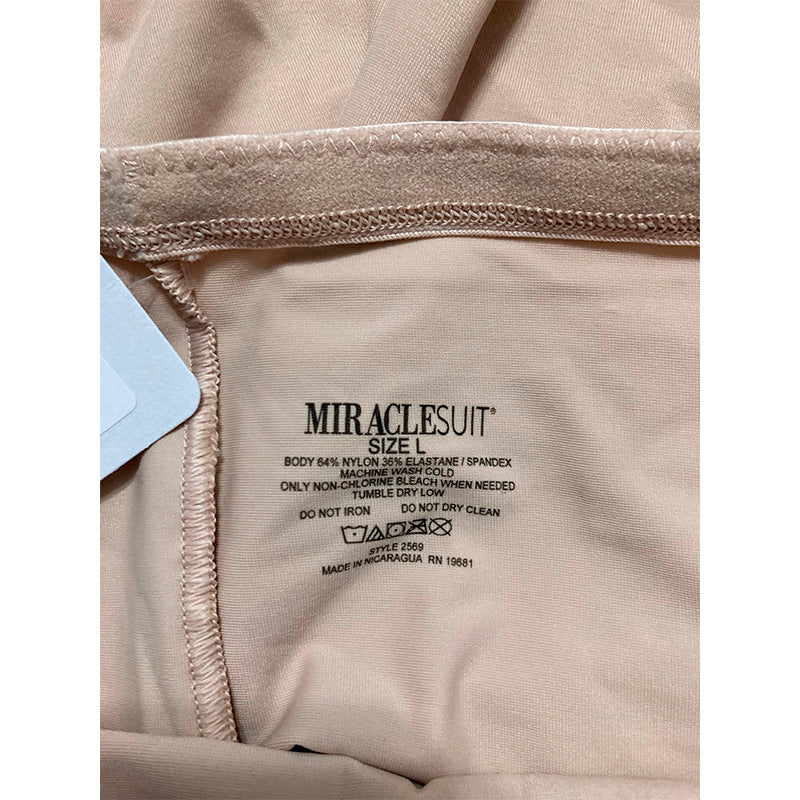 MIRACLESUIT®
SIZE L
BODY 64% NYLON 36% ELASTANE / SPANDEX
MACHINE WASH COLD
ONLY NON-CHLORINE BLEACH WHEN NEEDED
TUMBLE DRY LOW
DO NOT IRON DO NOT DRY CLEAN
STYLE 2569
MADE IN NICARAGUA RN 19681